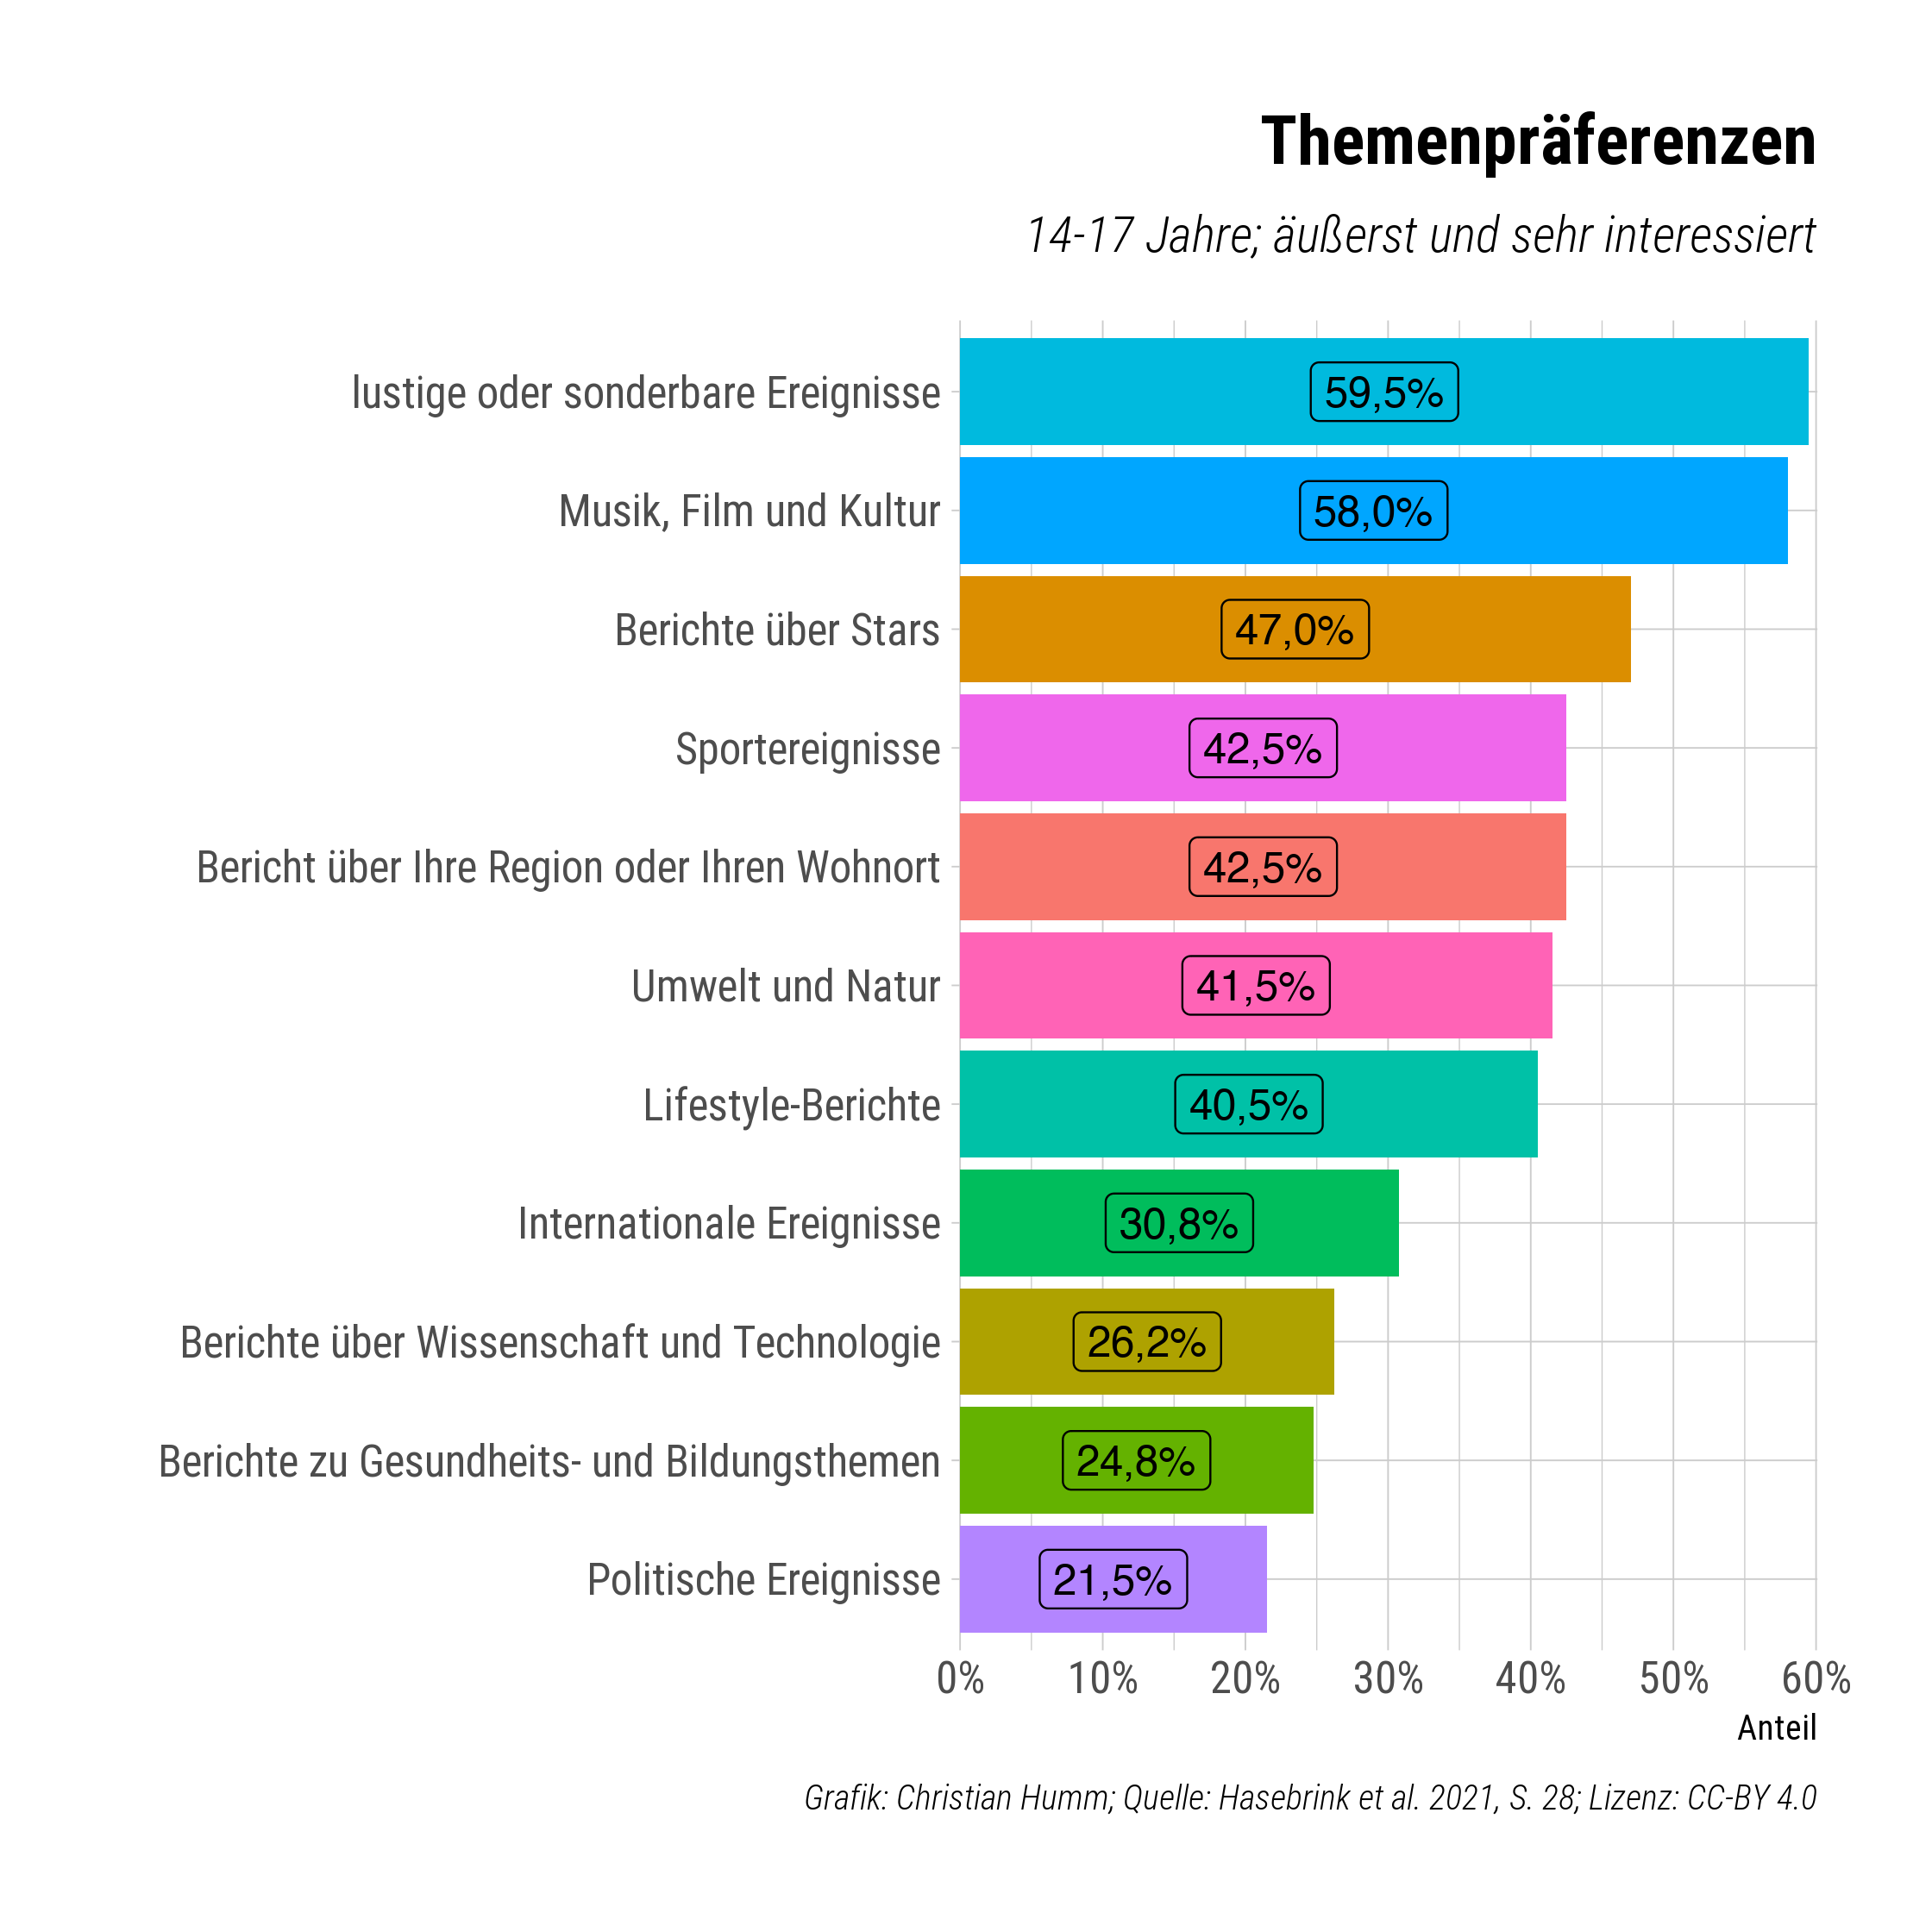 Themenpräferenzen
14-17 Jahre; äußerst und sehr interessiert
lustige oder sonderbare Ereignisse 59,5%
Musik, Film und Kultur 58,0%
Berichte über Stars 47,0%
Sportereignisse 42,5%
Bericht über Ihre Region oder Ihren Wohnort 42,5%
Umwelt und Natur 41,5%
Lifestyle-Berichte 40,5%
Internationale Ereignisse 30,8%
Berichte über Wissenschaft und Technologie 26,2%
Berichte zu Gesundheits- und Bildungsthemen 24,8%
Politische Ereignisse 21,5%
0% 10% 20% 30% 40% 50% 60%
Anteil
Grafik: Christian Humm; Quelle: Hasebrink et al. 2021, S. 28; Lizenz: CC-BY 4.0